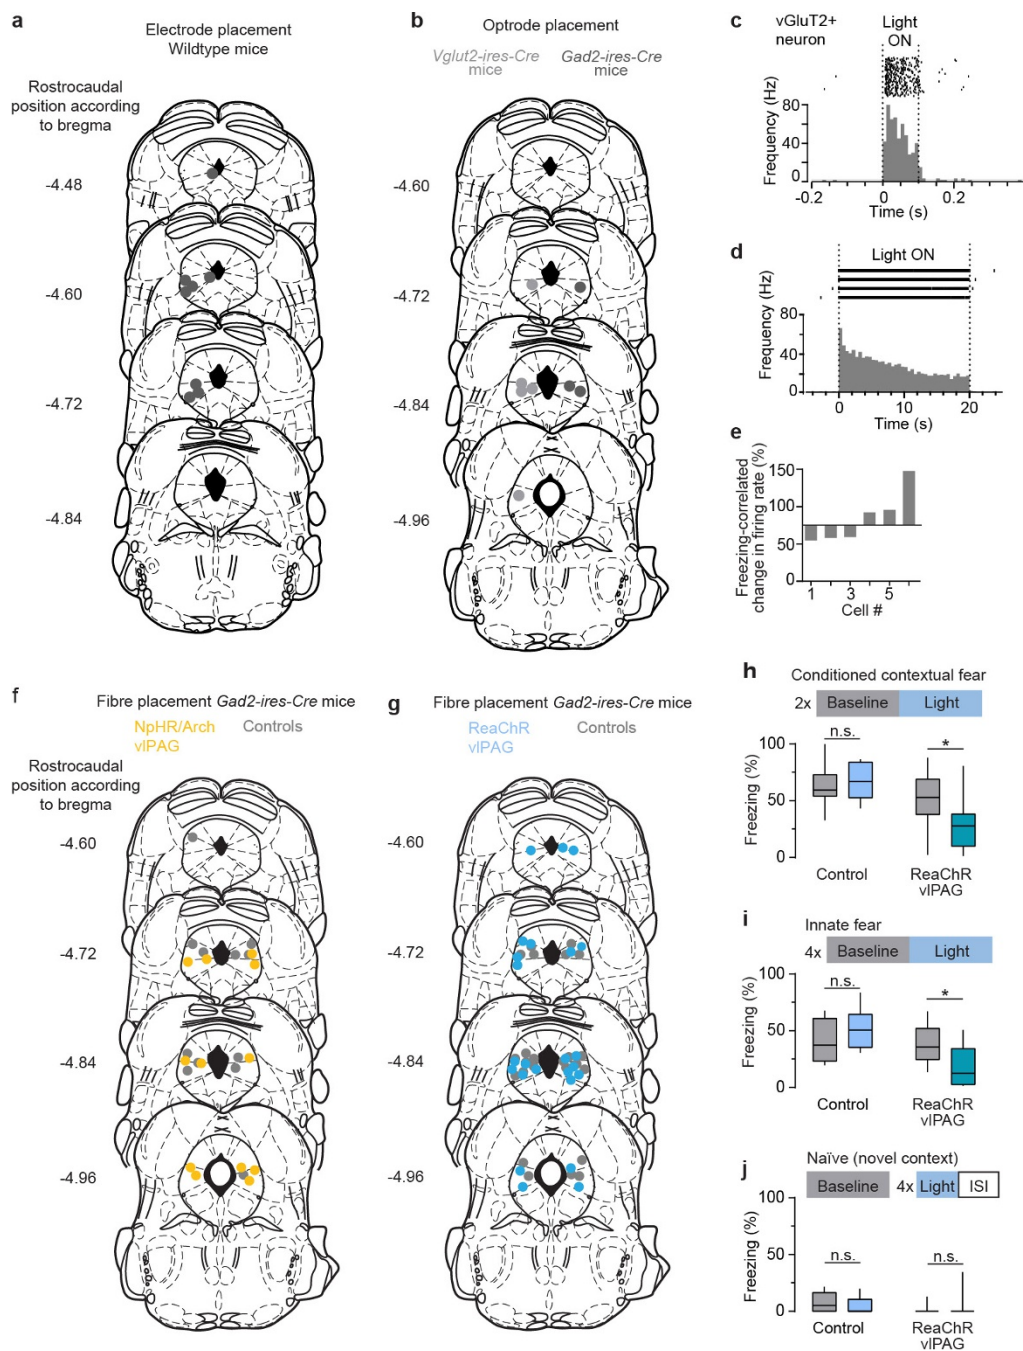 a
Electrode placement
Wildtype mice
Rostrocaudal
position according
to bregma
-4.48
-4.60
-4.72
-4.84
b
Optrode placement
Vglut2-ires-Cre
mice
Gad2-ires-Cre
mice
-4.60
-4.72
-4.84
-4.96
c
vGluT2+
neuron
Light
ON
Frequency (Hz)
80
40
0
-0.2
0
0.2
Time (s)
d
Light ON
Frequency (Hz)
80
40
0
0
10
20
Time (s)
e
Freezing-correlated
change in firing rate (%)
150
100
50
0
1
3
5
Cell #
f
Fibre placement Gad2-ires-Cre mice
NpHR/Arch
vlPAG
Controls
Rostrocaudal
position according
to bregma
-4.60
-4.72
-4.84
-4.96
g
Fibre placement Gad2-ires-Cre mice
ReaChR
vlPAG
Controls
-4.60
-4.72
-4.84
-4.96
h
Conditioned contextual fear
2x Baseline Light
Freezing (%)
100
50
0
n.s.
*
Control
ReaChR
vlPAG
i
Innate fear
4x Baseline Light
Freezing (%)
100
50
0
n.s.
*
Control
ReaChR
vlPAG
j
Naïve (novel context)
Baseline 4x Light ISI
Freezing (%)
100
50
0
n.s.
n.s.
Control
ReaChR
vlPAG